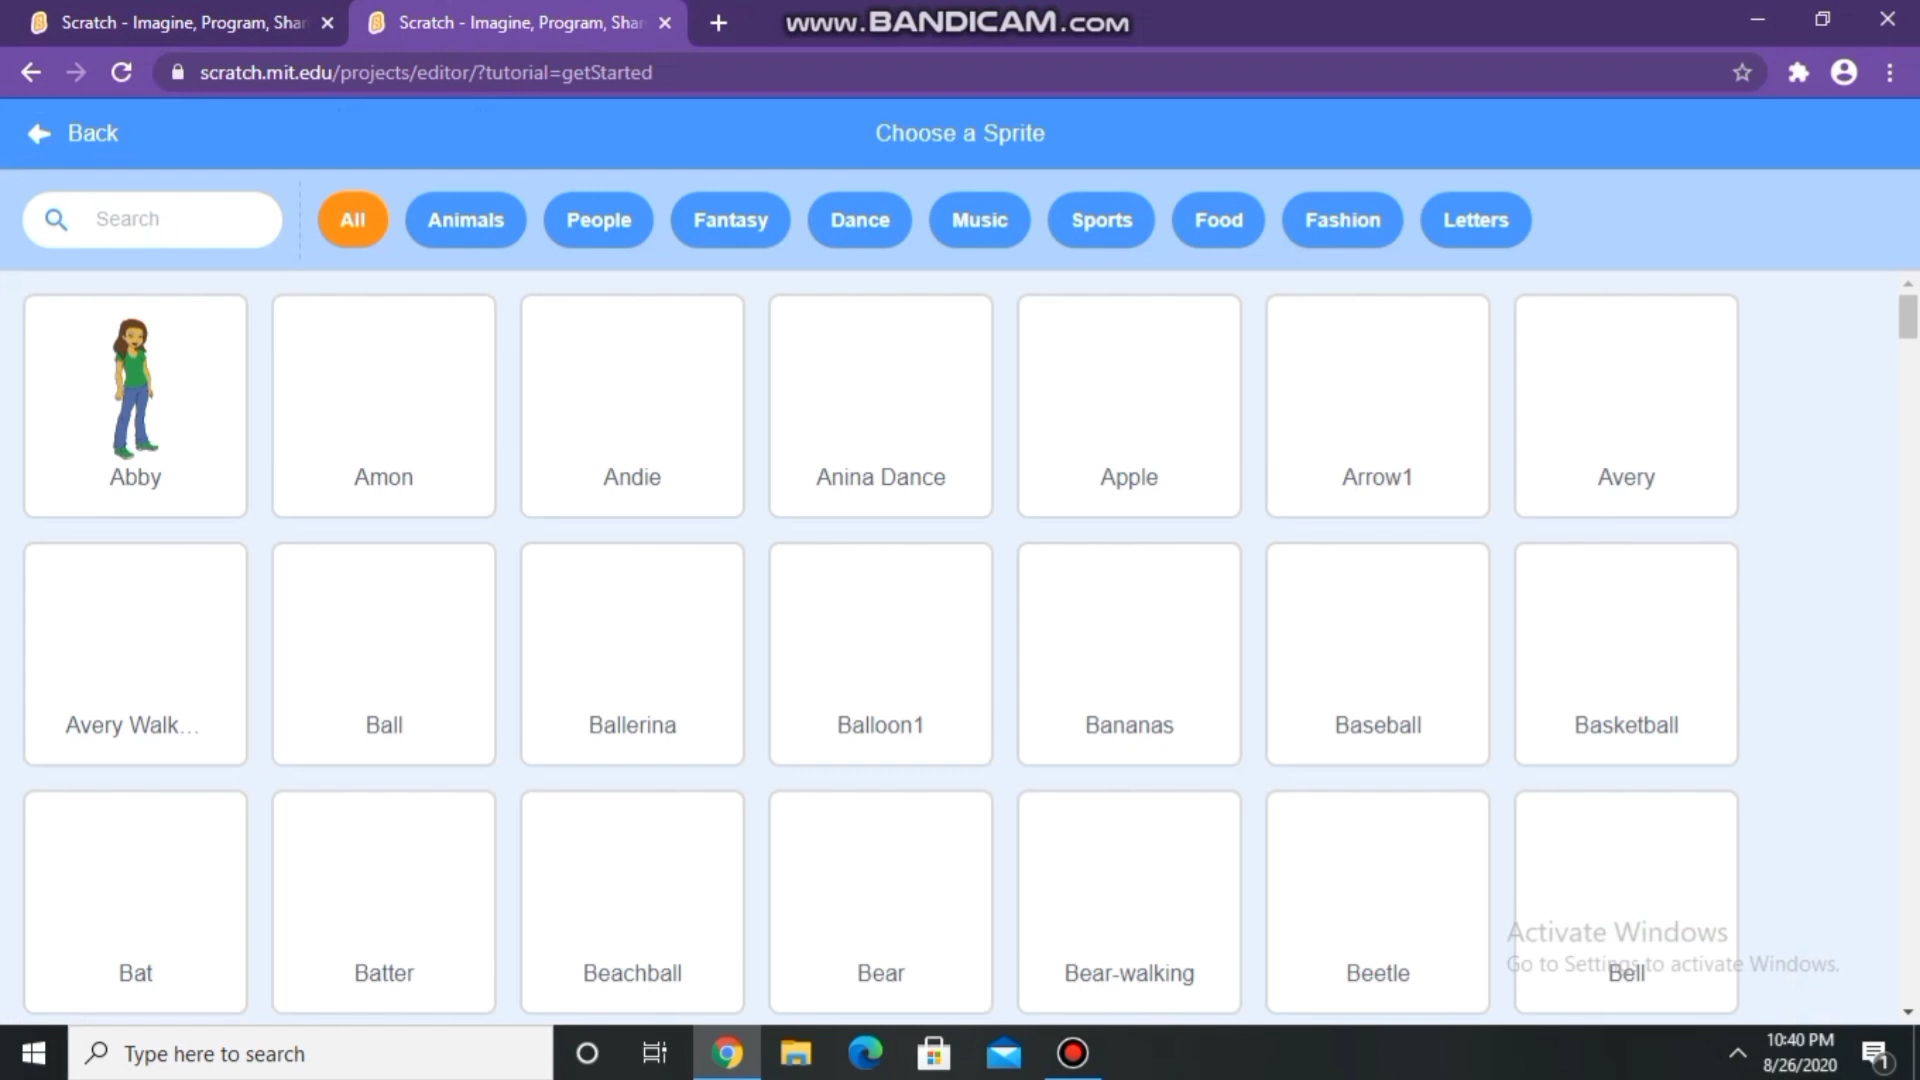 Scratch - Imagine, Program, Shar
Scratch - Imagine, Program, Shar
www.BANDICAM.com
scratch.mit.edu/projects/editor/?tutorial=getStarted
Back
Choose a Sprite
Search
All
Animals
People
Fantasy
Dance
Music
Sports
Food
Fashion
Letters
Abby
Amon
Andie
Anina Dance
Apple
Arrow1
Avery
Avery Walk...
Ball
Ballerina
Balloon1
Bananas
Baseball
Basketball
Bat
Batter
Beachball
Bear
Bear-walking
Beetle
Bell
Activate Windows
Go to Settings to activate Windows.
Type here to search
10:40 PM
8/26/2020
1